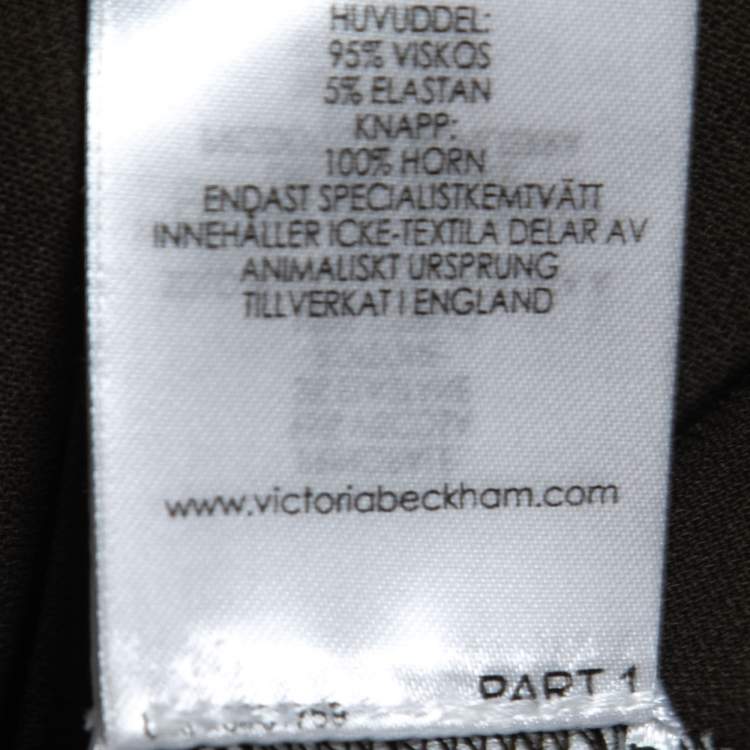 HUVUDDEL:
95% VISKOS
5% ELASTAN
KNAPP:
100% HORN
ENDAST SPECIALISTKEMTVÄTT
INNEHÅLLER ICKE-TEXTILA DELAR AV
ANIMALISKT URSPRUNG
TILLVERKAT I ENGLAND
www.victoriabeckham.com
PART 1